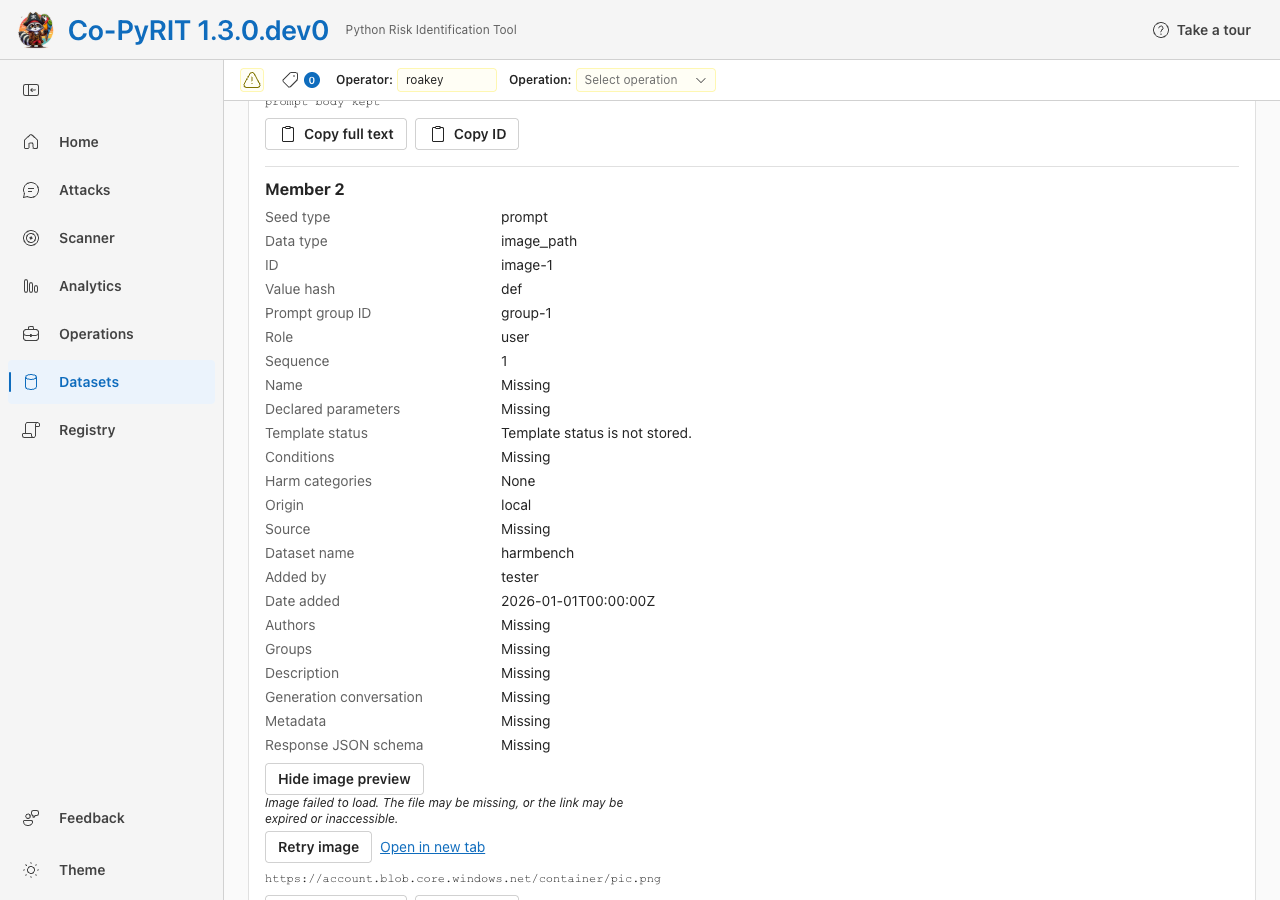 Co-PyRIT 1.3.0.dev0
Python Risk Identification Tool
Take a tour
0
Operator:
roakey
Operation:
Select operation
Home
Attacks
Scanner
Analytics
Operations
Datasets
Registry
Feedback
Theme
prompt body kept
Copy full text
Copy ID
Member 2
Seed type prompt
Data type image_path
ID image-1
Value hash def
Prompt group ID group-1
Role user
Sequence 1
Name Missing
Declared parameters Missing
Template status Template status is not stored.
Conditions Missing
Harm categories None
Origin local
Source Missing
Dataset name harmbench
Added by tester
Date added 2026-01-01T00:00:00Z
Authors Missing
Groups Missing
Description Missing
Generation conversation Missing
Metadata Missing
Response JSON schema Missing
Hide image preview
Image failed to load. The file may be missing, or the link may be
expired or inaccessible.
Retry image
Open in new tab
https://account.blob.core.windows.net/container/pic.png